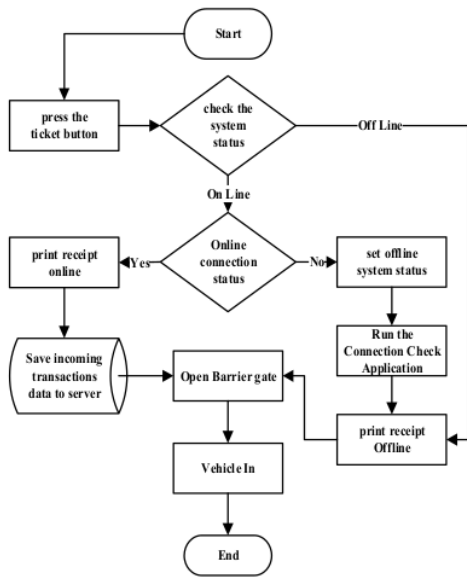 Start
press the
ticket button
check the
system
status
Off Line
On Line
Online
connection
status
Yes
No
print receipt
online
set offline
system status
Save incoming
transactions
data to server
Run the
Connection Check
Application
Open Barrier gate
print receipt
Offline
Vehicle In
End